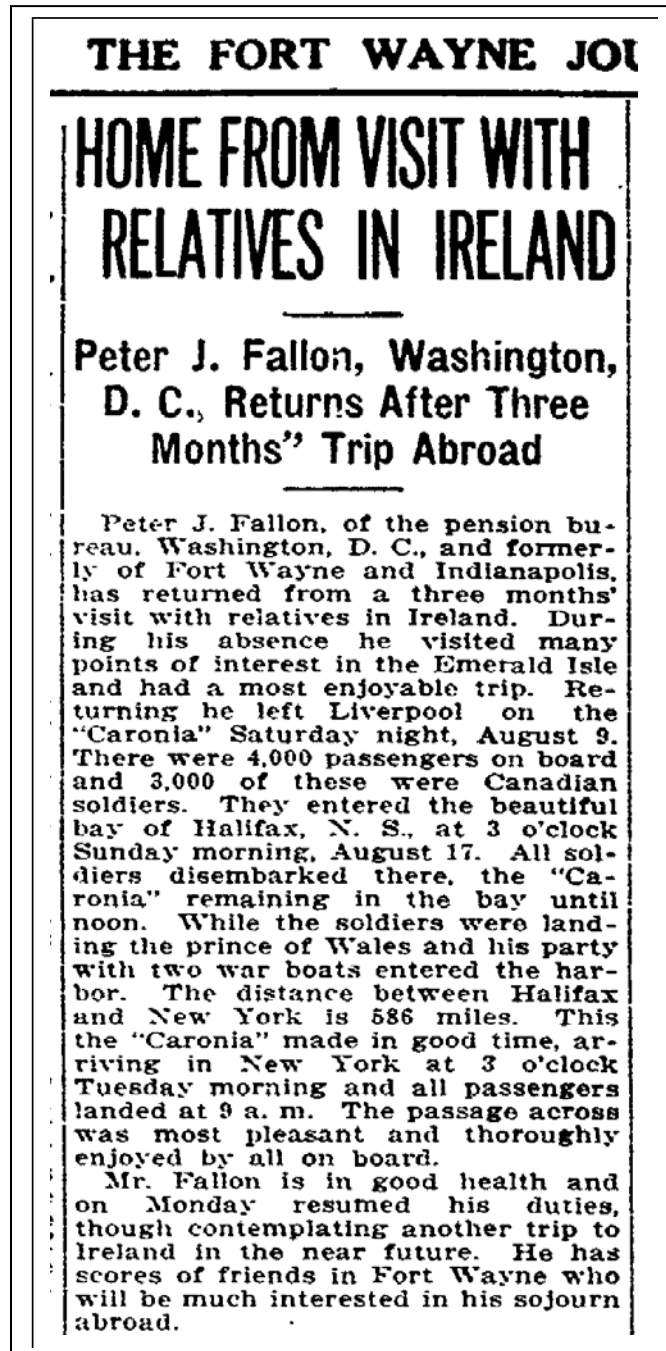 THE FORT WAYNE JOU
HOME FROM VISIT WITH
RELATIVES IN IRELAND
Peter J. Fallon, Washington,
D. C., Returns After Three
Months” Trip Abroad
Peter J. Fallon, of the pension bu-
reau, Washington, D. C., and former-
ly of Fort Wayne and Indianapolis,
has returned from a three months'
visit with relatives in Ireland. Dur-
ing his absence he visited many
points of interest in the Emerald Isle
and had a most enjoyable trip. Re-
turning he left Liverpool on the
"Caronia" Saturday night, August 9.
There were 4,000 passengers on board
and 3,000 of these were Canadian
soldiers. They entered the beautiful
bay of Halifax, N. S., at 3 o'clock
Sunday morning, August 17. All sol-
diers disembarked there, the "Ca-
ronia" remaining in the bay until
noon. While the soldiers were land-
ing the prince of Wales and his party
with two war boats entered the har-
bor. The distance between Halifax
and New York is 586 miles. This
the "Caronia" made in good time, ar-
riving in New York at 3 o'clock
Tuesday morning and all passengers
landed at 9 a. m. The passage across
was most pleasant and thoroughly
enjoyed by all on board.
Mr. Fallon is in good health and
on Monday resumed his duties,
though contemplating another trip to
Ireland in the near future. He has
scores of friends in Fort Wayne who
will be much interested in his sojourn
abroad.